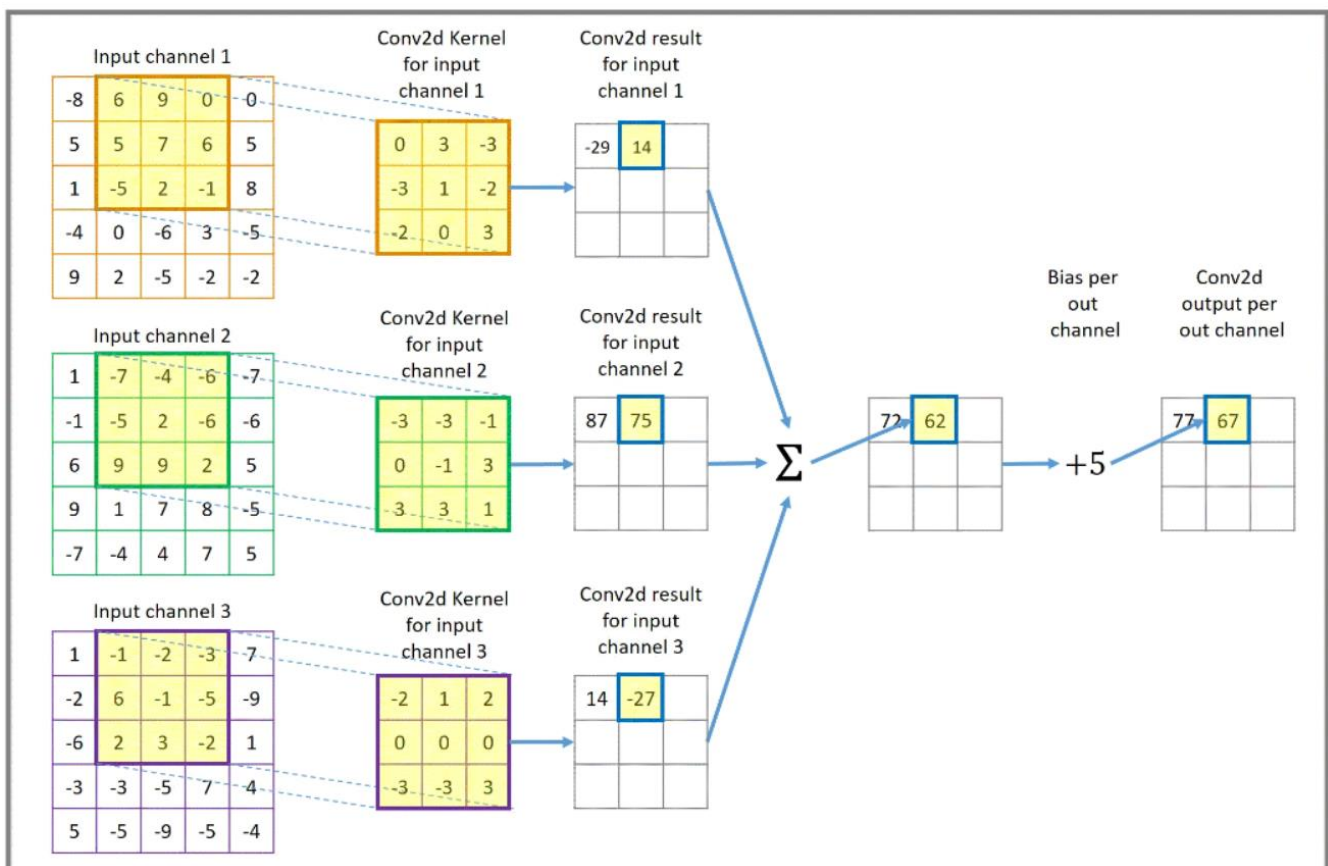 Input channel 1
-8 6 9 0 0
5 5 7 6 5
1 -5 2 -1 8
-4 0 -6 3 -5
9 2 -5 -2 -2
Conv2d Kernel
for input
channel 1
0 3 -3
-3 1 -2
-2 0 3
Conv2d result
for input
channel 1
-29 14
Input channel 2
1 -7 -4 -6 -7
-1 -5 2 -6 -6
6 9 9 2 5
9 1 7 8 -5
-7 -4 4 7 5
Conv2d Kernel
for input
channel 2
-3 -3 -1
0 -1 3
3 3 1
Conv2d result
for input
channel 2
87 75
Input channel 3
1 -1 -2 -3 7
-2 6 -1 -5 -9
-6 2 3 -2 1
-3 -3 -5 7 4
5 -5 -9 -5 -4
Conv2d Kernel
for input
channel 3
-2 1 2
0 0 0
-3 -3 3
Conv2d result
for input
channel 3
14 -27
Σ
72 62
Bias per
out
channel
+5
Conv2d
output per
out channel
77 67